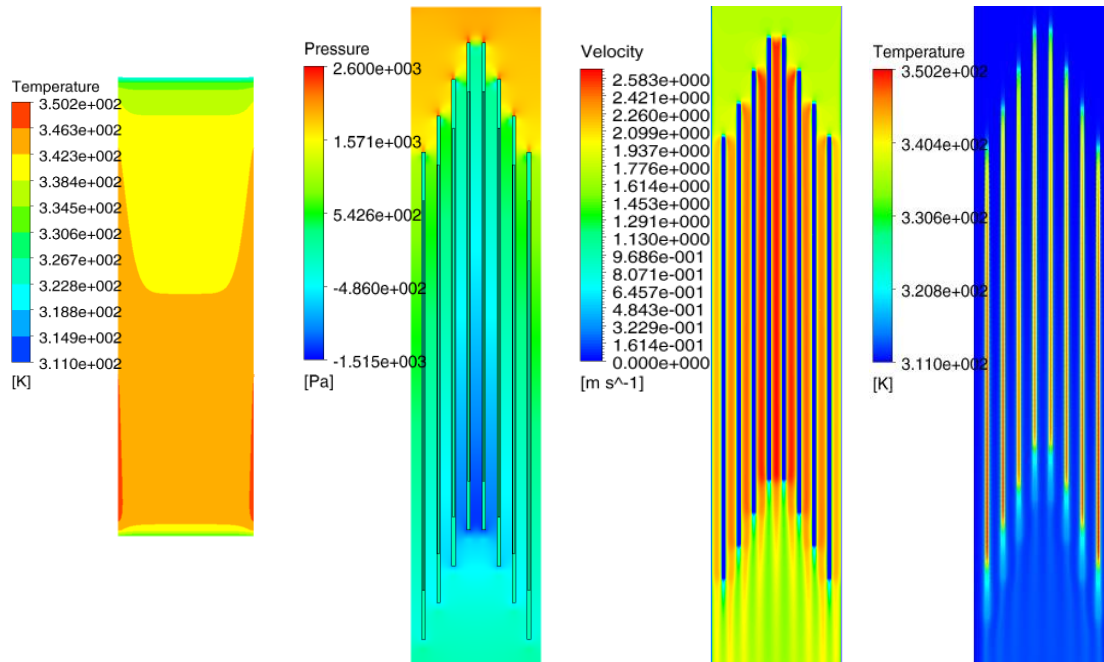 Temperature
3.502e+002
3.463e+002
3.423e+002
3.384e+002
3.345e+002
3.306e+002
3.267e+002
3.228e+002
3.188e+002
3.149e+002
3.110e+002
[K]
Pressure
2.600e+003
1.571e+003
5.426e+002
-4.860e+002
-1.515e+003
[Pa]
Velocity
2.583e+000
2.421e+000
2.260e+000
2.099e+000
1.937e+000
1.776e+000
1.614e+000
1.453e+000
1.291e+000
1.130e+000
9.686e-001
8.071e-001
6.457e-001
4.843e-001
3.229e-001
1.614e-001
0.000e+000
[m s^-1]
Temperature
3.502e+002
3.404e+002
3.306e+002
3.208e+002
3.110e+002
[K]